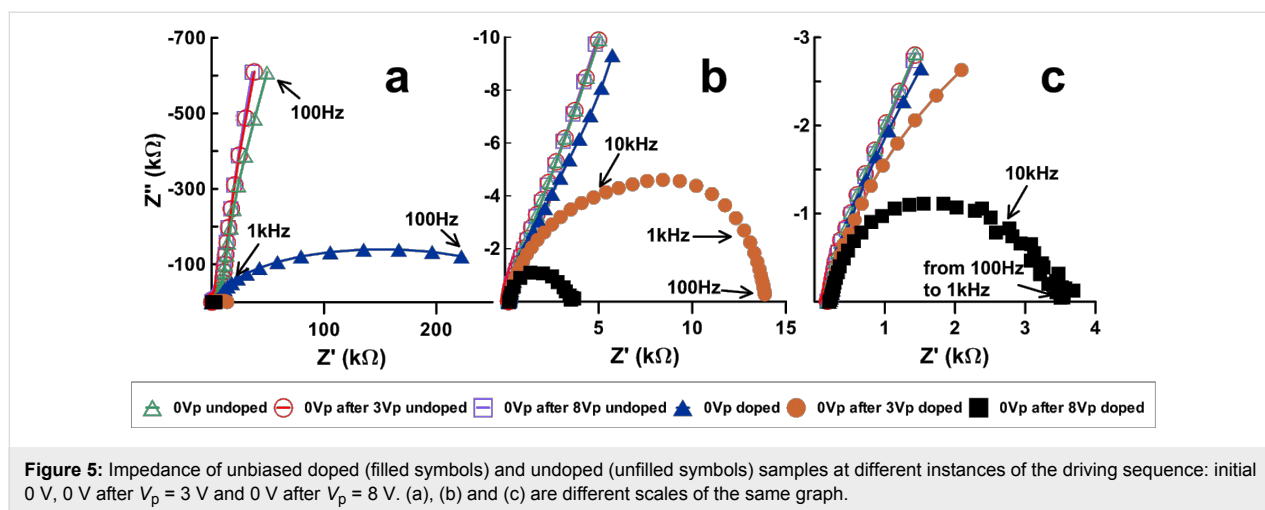 -700
-500
-300
-100
Z'' (kΩ)
a
100Hz
1kHz
100Hz
100 200
Z' (kΩ)
-10
-8
-6
-4
-2
b
10kHz
1kHz
100Hz
5 10 15
Z' (kΩ)
-3
-2
-1
c
10kHz
from 100Hz
to 1kHz
1 2 3 4
Z' (kΩ)
0Vp undoped 0Vp after 3Vp undoped 0Vp after 8Vp undoped 0Vp doped 0Vp after 3Vp doped 0Vp after 8Vp doped
Figure 5: Impedance of unbiased doped (filled symbols) and undoped (unfilled symbols) samples at different instances of the driving sequence: initial
0 V, 0 V after Vp = 3 V and 0 V after Vp = 8 V. (a), (b) and (c) are different scales of the same graph.